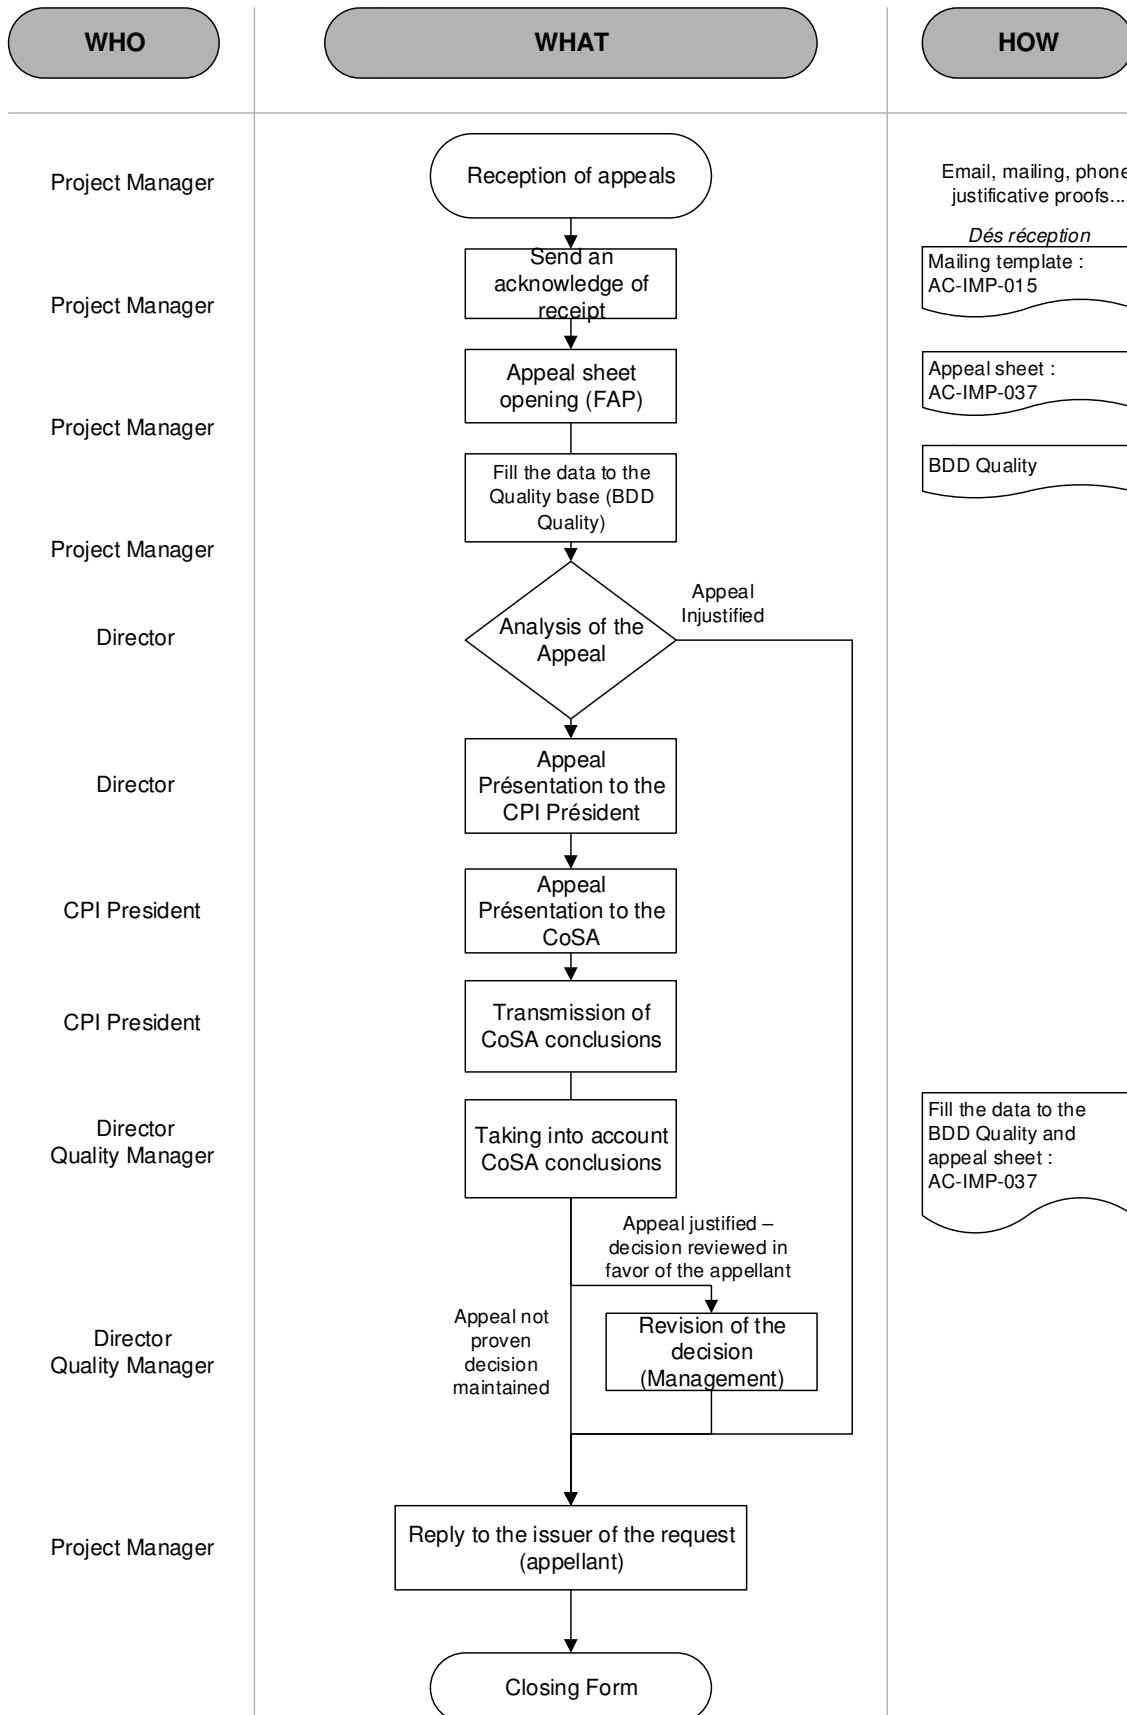 WHO
WHAT
HOW
Project Manager
Reception of appeals
Email, mailing, phone
justificative proofs...
Dés réception
Project Manager
Send an
acknowledge of
receipt
Mailing template :
AC-IMP-015
Project Manager
Appeal sheet
opening (FAP)
Appeal sheet :
AC-IMP-037
Project Manager
Fill the data to the
Quality base (BDD
Quality)
BDD Quality
Director
Analysis of the
Appeal
Appeal
Injustified
Director
Appeal
Présentation to the
CPI Président
CPI President
Appeal
Présentation to the
CoSA
CPI President
Transmission of
CoSA conclusions
Director
Quality Manager
Taking into account
CoSA conclusions
Fill the data to the
BDD Quality and
appeal sheet :
AC-IMP-037
Appeal justified –
decision reviewed in
favor of the appellant
Appeal not
proven
decision
maintained
Director
Quality Manager
Revision of the
decision
(Management)
Project Manager
Reply to the issuer of the request
(appellant)
Closing Form